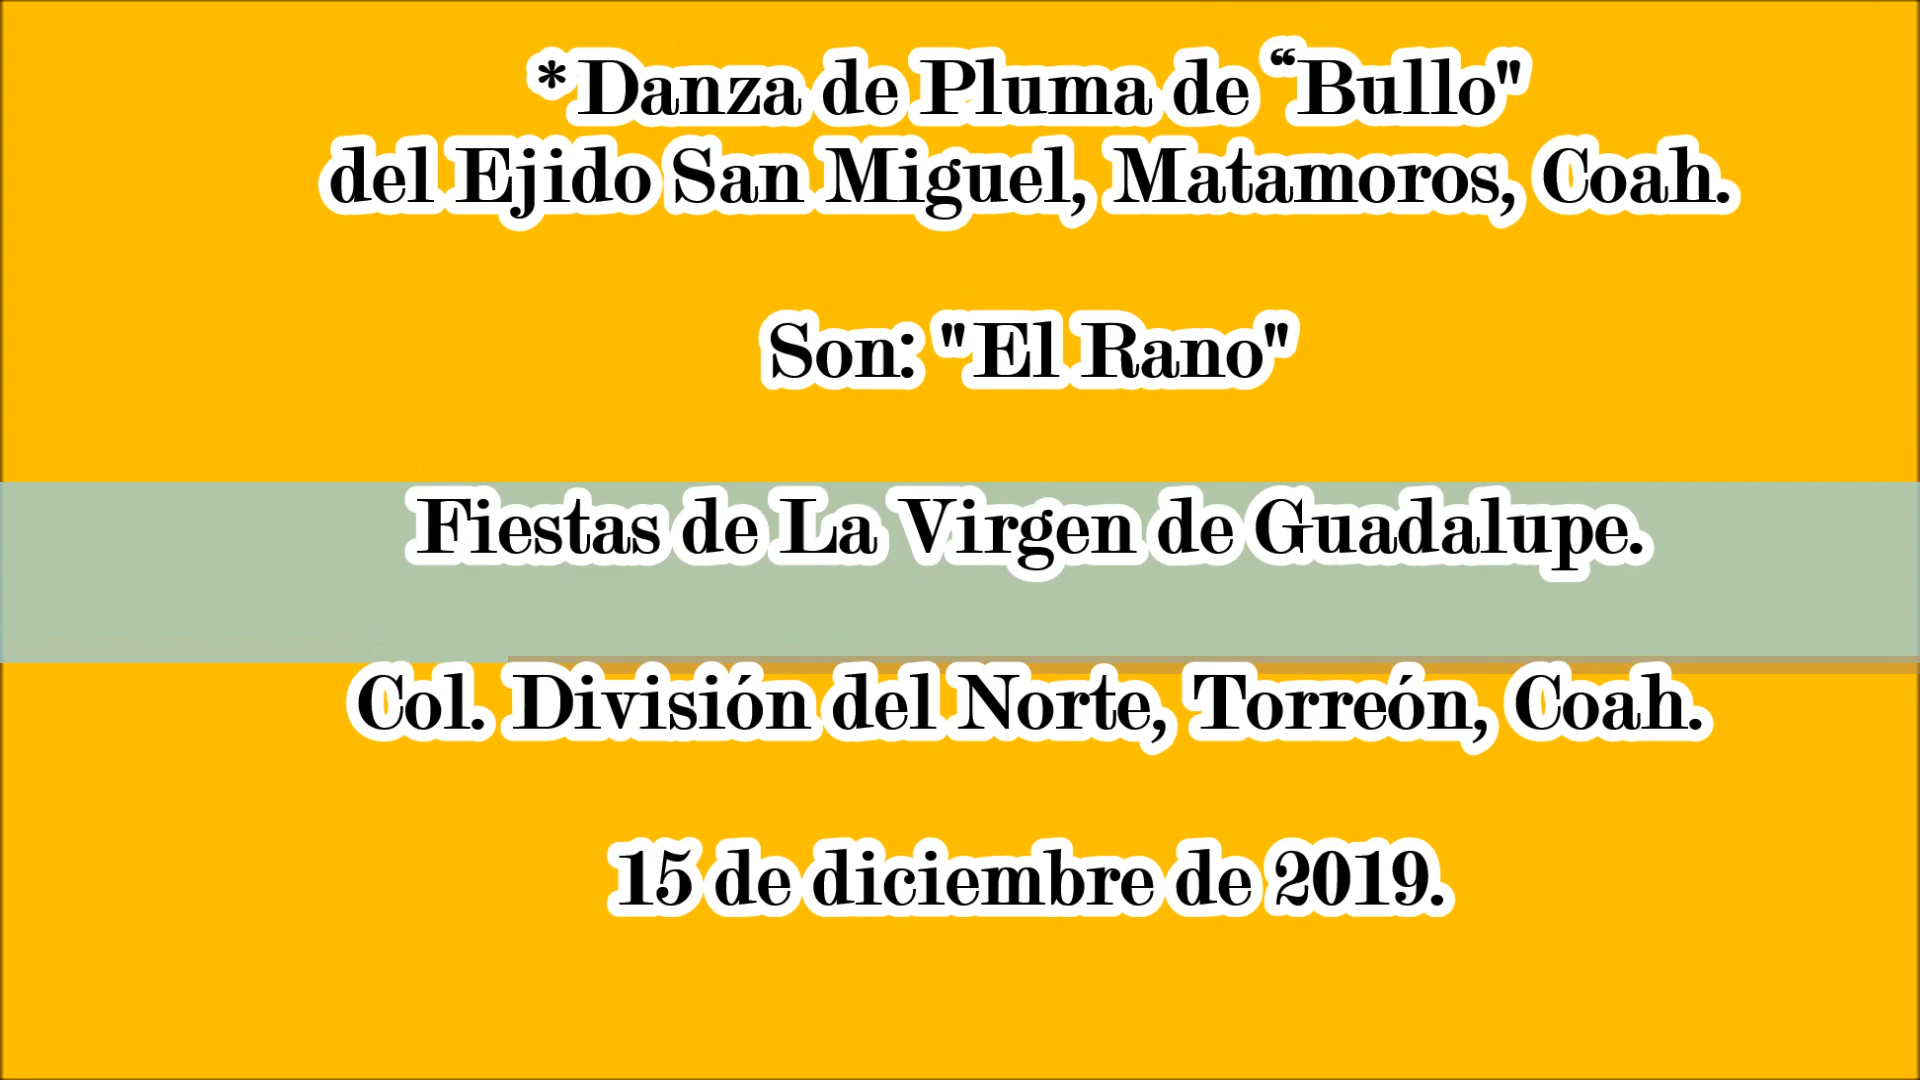 *Danza de Pluma de “Bullo"
del Ejido San Miguel, Matamoros, Coah.
Son: "El Rano"
Fiestas de La Virgen de Guadalupe.
Col. División del Norte, Torreón, Coah.
15 de diciembre de 2019.